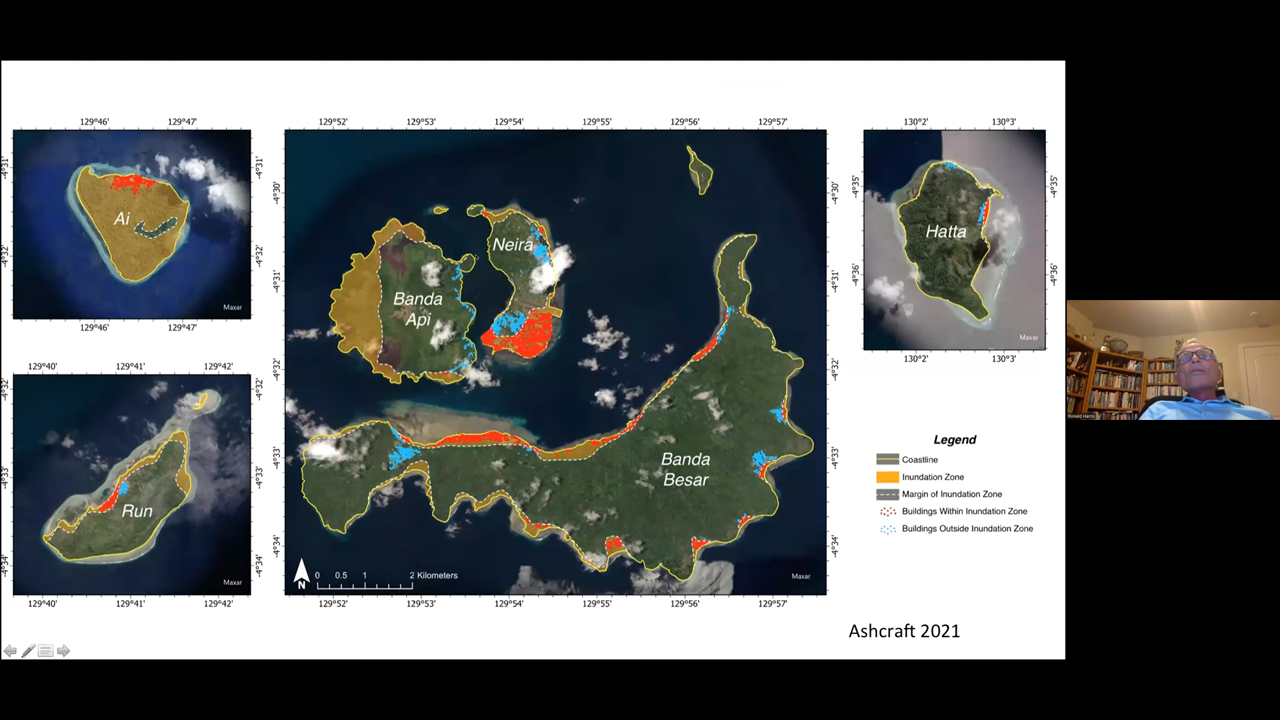 129°46'
129°47'
-4°31'
-4°31'
Ai
-4°32'
-4°32'
Maxar
129°46'
129°47'
129°40'
129°41'
129°42'
-4°32'
-4°32'
-4°33'
-4°33'
Run
-4°34'
-4°34'
Maxar
129°40'
129°41'
129°42'
129°52'
129°53'
129°54'
129°55'
129°56'
129°57'
-4°30'
-4°30'
Neira
-4°31'
-4°31'
Banda
Api
-4°32'
-4°32'
-4°33'
-4°33'
Banda
Besar
-4°34'
-4°34'
N
0 0.5 1 2 Kilometers
Maxar
129°52'
129°53'
129°54'
129°55'
129°56'
129°57'
130°2'
130°3'
-4°35'
-4°35'
Hatta
-4°36'
-4°36'
Maxar
130°2'
130°3'
Legend
Coastline
Inundation Zone
Margin of Inundation Zone
Buildings Within Inundation Zone
Buildings Outside Inundation Zone
Ashcraft 2021
Ronald Harris